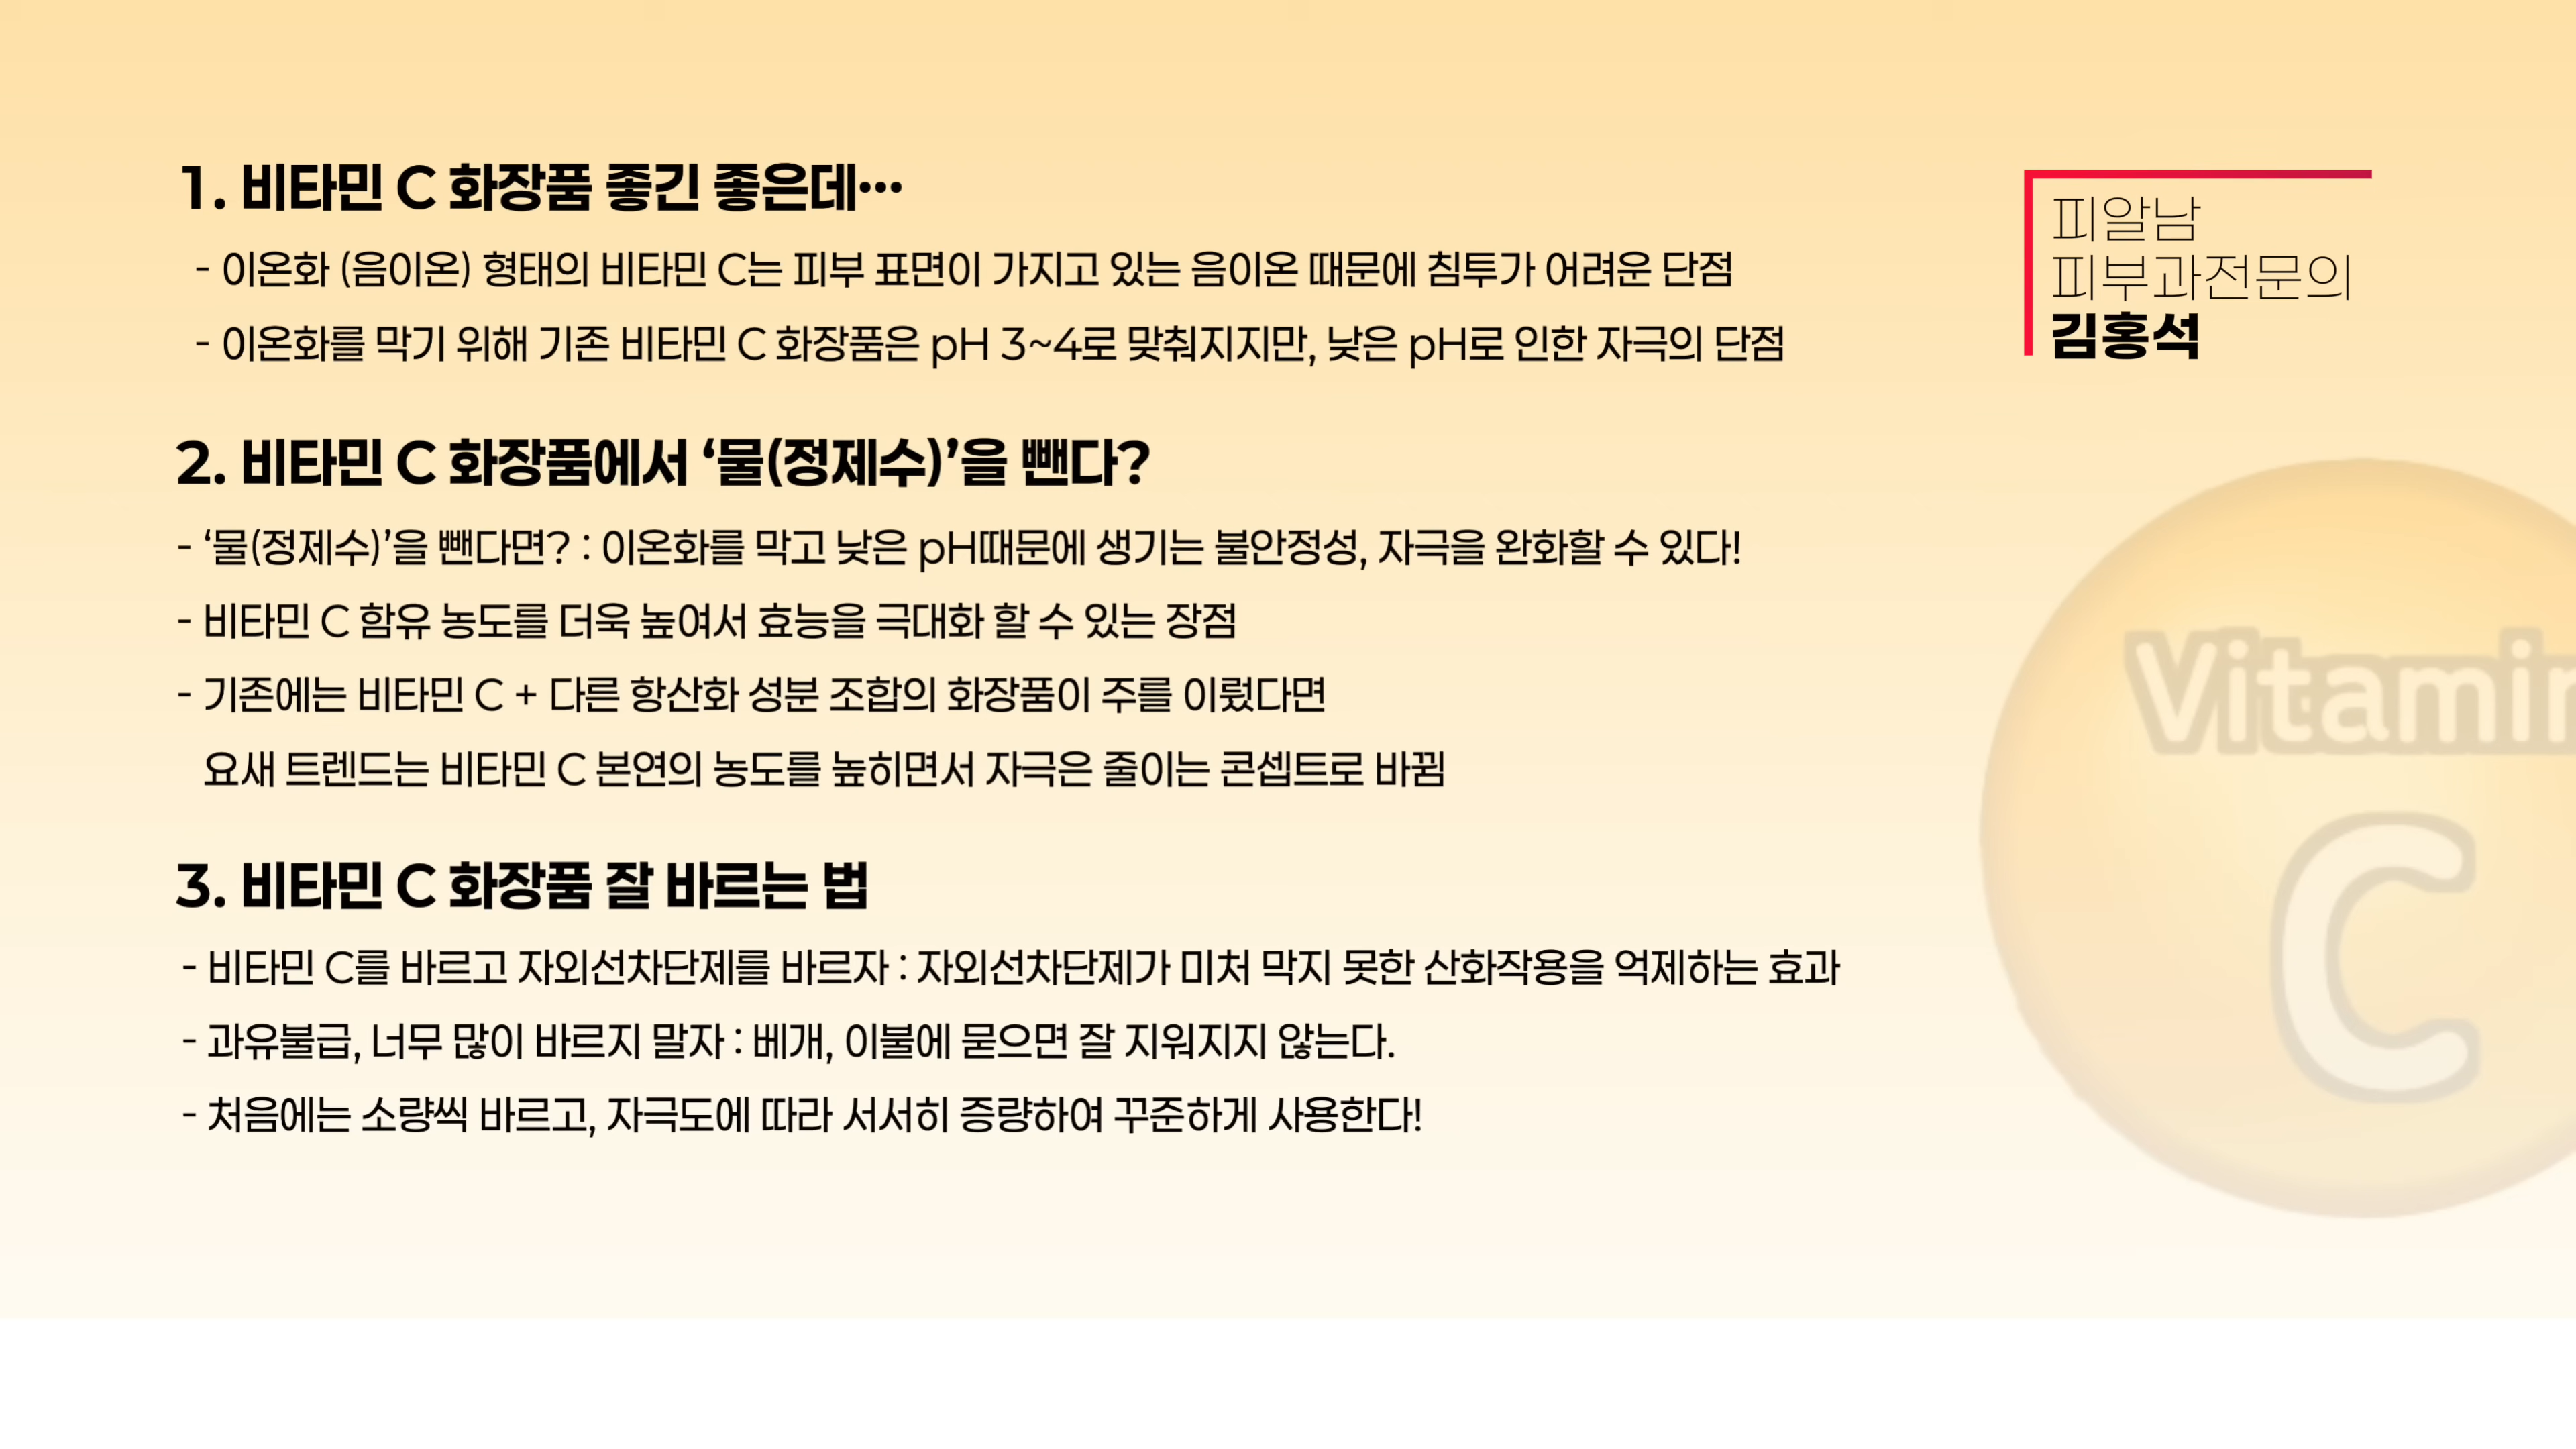 1. 비타민 C 화장품 좋긴 좋은데…
- 이온화 (음이온) 형태의 비타민 C는 피부 표면이 가지고 있는 음이온 때문에 침투가 어려운 단점
- 이온화를 막기 위해 기존 비타민 C 화장품은 pH 3~4로 맞춰지지만, 낮은 pH로 인한 자극의 단점
피알남
피부과전문의
김홍석
2. 비타민 C 화장품에서 ‘물(정제수)’을 뺀다?
- ‘물(정제수)’을 뺀다면? : 이온화를 막고 낮은 pH때문에 생기는 불안정성, 자극을 완화할 수 있다!
- 비타민 C 함유 농도를 더욱 높여서 효능을 극대화 할 수 있는 장점
- 기존에는 비타민 C + 다른 항산화 성분 조합의 화장품이 주를 이뤘다면
요새 트렌드는 비타민 C 본연의 농도를 높히면서 자극은 줄이는 콘셉트로 바뀜
3. 비타민 C 화장품 잘 바르는 법
- 비타민 C를 바르고 자외선차단제를 바르자 : 자외선차단제가 미처 막지 못한 산화작용을 억제하는 효과
- 과유불급, 너무 많이 바르지 말자 : 베개, 이불에 묻으면 잘 지워지지 않는다.
- 처음에는 소량씩 바르고, 자극도에 따라 서서히 증량하여 꾸준하게 사용한다!
Vitamin
C